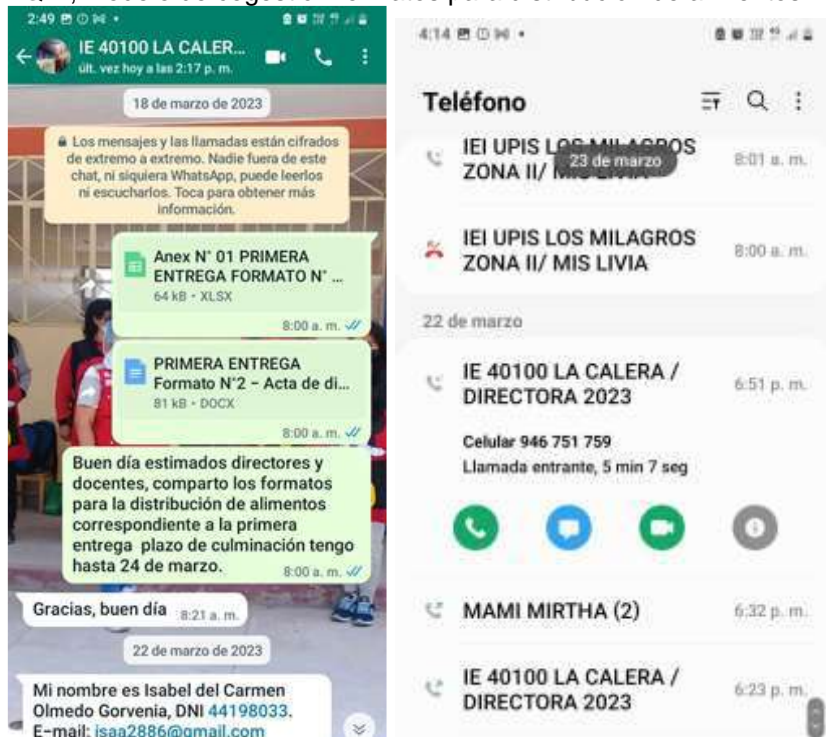 2:49
IE 40100 LA CALER...
últ. vez hoy a las 2:17 p. m.
18 de marzo de 2023
Los mensajes y las llamadas están cifrados
de extremo a extremo. Nadie fuera de este
chat, ni siquiera WhatsApp, puede leerlos
ni escucharlos. Toca para obtener más
información.
Anex N° 01 PRIMERA
ENTREGA FORMATO N° ...
64 kB • XLSX
8:00 a. m.
PRIMERA ENTREGA
Formato N°2 – Acta de di...
81 kB • DOCX
8:00 a. m.
Buen día estimados directores y
docentes, comparto los formatos
para la distribución de alimentos
correspondiente a la primera
entrega plazo de culminación tengo
hasta 24 de marzo.
8:00 a. m.
Gracias, buen día
8:21 a. m.
22 de marzo de 2023
Mi nombre es Isabel del Carmen
Olmedo Gorvenia, DNI 44198033.
E-mail: isaa2886@gmail.com
4:14
Teléfono
IEI UPIS LOS MILAGROS
23 de marzo
ZONA II/ MIS LIVIA
8:01 a. m.
IEI UPIS LOS MILAGROS
ZONA II/ MIS LIVIA
8:00 a. m.
22 de marzo
IE 40100 LA CALERA /
DIRECTORA 2023
6:51 p. m.
Celular 946 751 759
Llamada entrante, 5 min 7 seg
MAMI MIRTHA (2)
6:32 p. m.
IE 40100 LA CALERA /
DIRECTORA 2023
6:23 p. m.